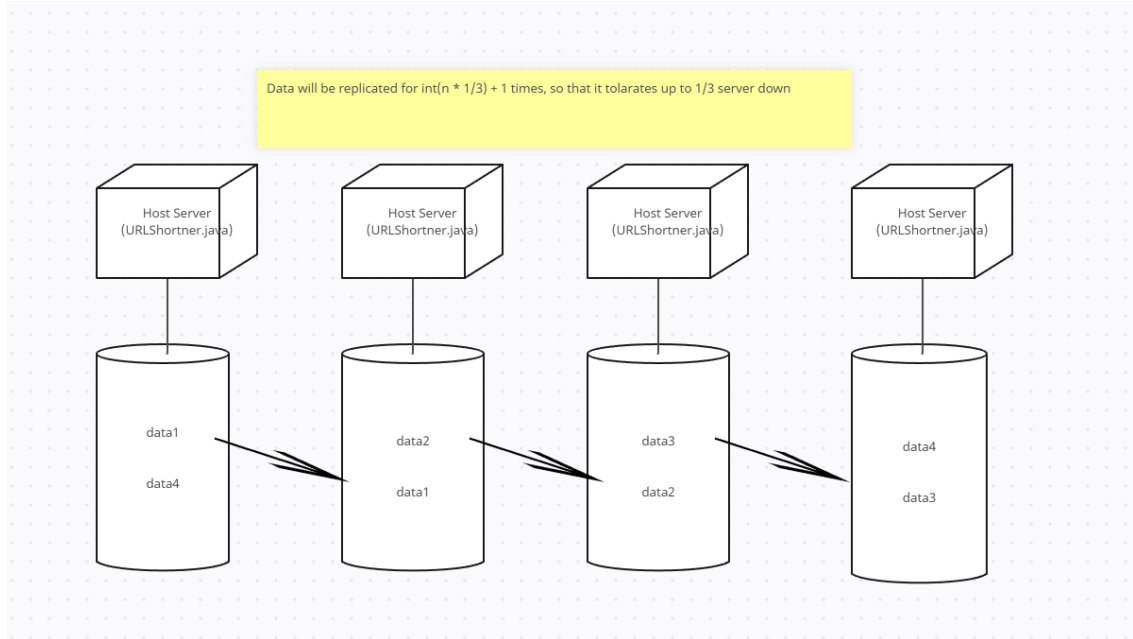 Data will be replicated for int(n * 1/3) + 1 times, so that it tolarates up to 1/3 server down
Host Server
(URLShortner.java)
Host Server
(URLShortner.java)
Host Server
(URLShortner.java)
Host Server
(URLShortner.java)
data1
data4
data2
data1
data3
data2
data4
data3